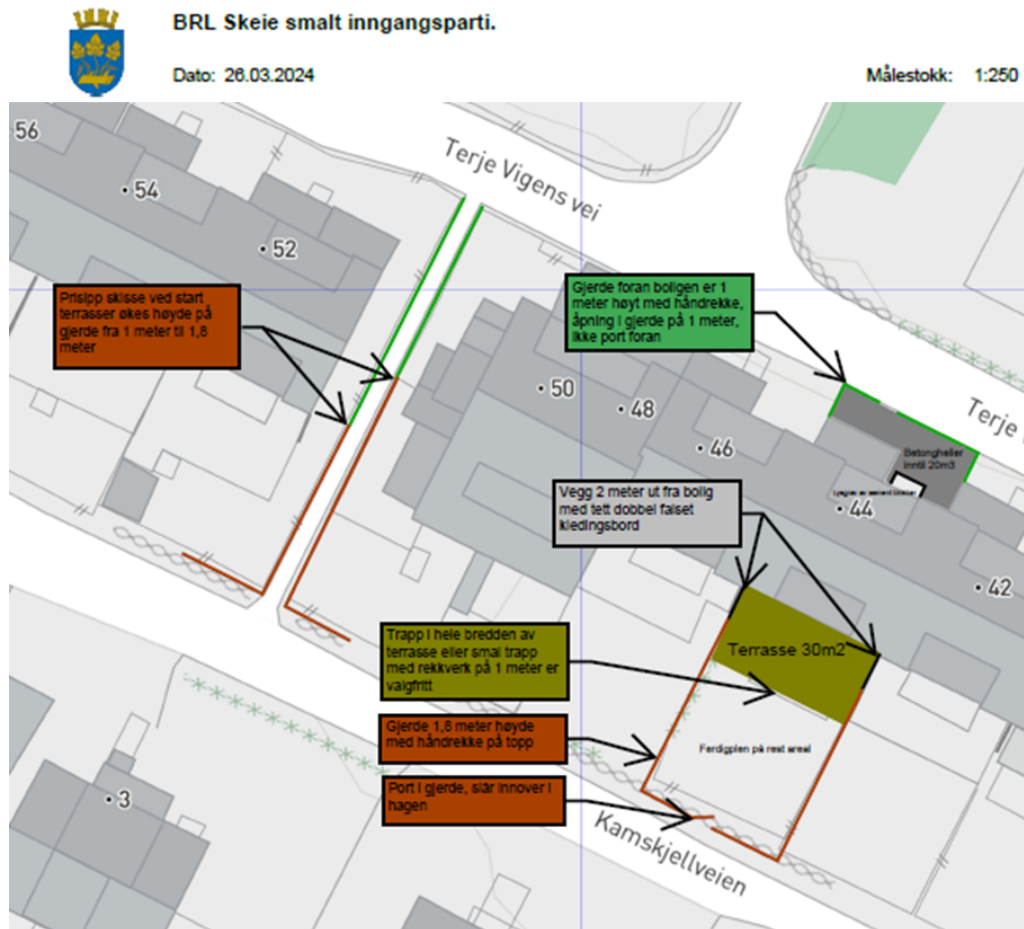 BRL Skeie smalt inngangsparti.
Dato: 26.03.2024
Målestokk: 1:250
56
54
52
Terje Vigens vei
Prisipp skisse ved start
terrasser økes høyde på
gjerde fra 1 meter til 1,8
meter
Gjerde foran boligen er 1
meter høyt med håndrekke,
åpning i gjerde på 1 meter,
ikke port foran
50
48
46
Terje
Betongheller
inntil 20m3
44
42
Vegg 2 meter ut fra bolig
med tett dobbel falset
kledingsbord
Trapp i hele bredden av
terrasse eller smal trapp
med rekkverk på 1 meter er
valgfritt
Terrasse 30m2
Gjerde 1,8 meter høyde
med håndrekke på topp
Ferdigplen på rest areal
Port i gjerde, slår innover i
hagen
3
Kamskjellveien